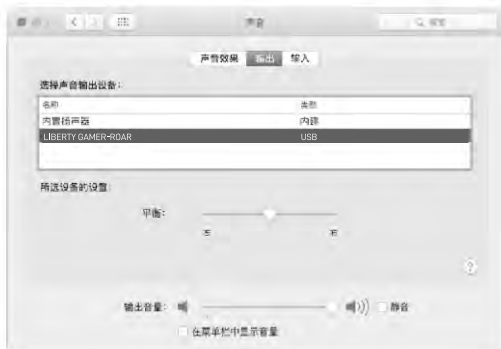 声音
搜索
声音效果 输出 输入
选择声音输出设备：
名称 类型
内置扬声器 内建
LIBERTY GAMER-ROAR USB
所选设备的设置：
平衡：
左 右
?
输出音量： 静音
在菜单栏中显示音量